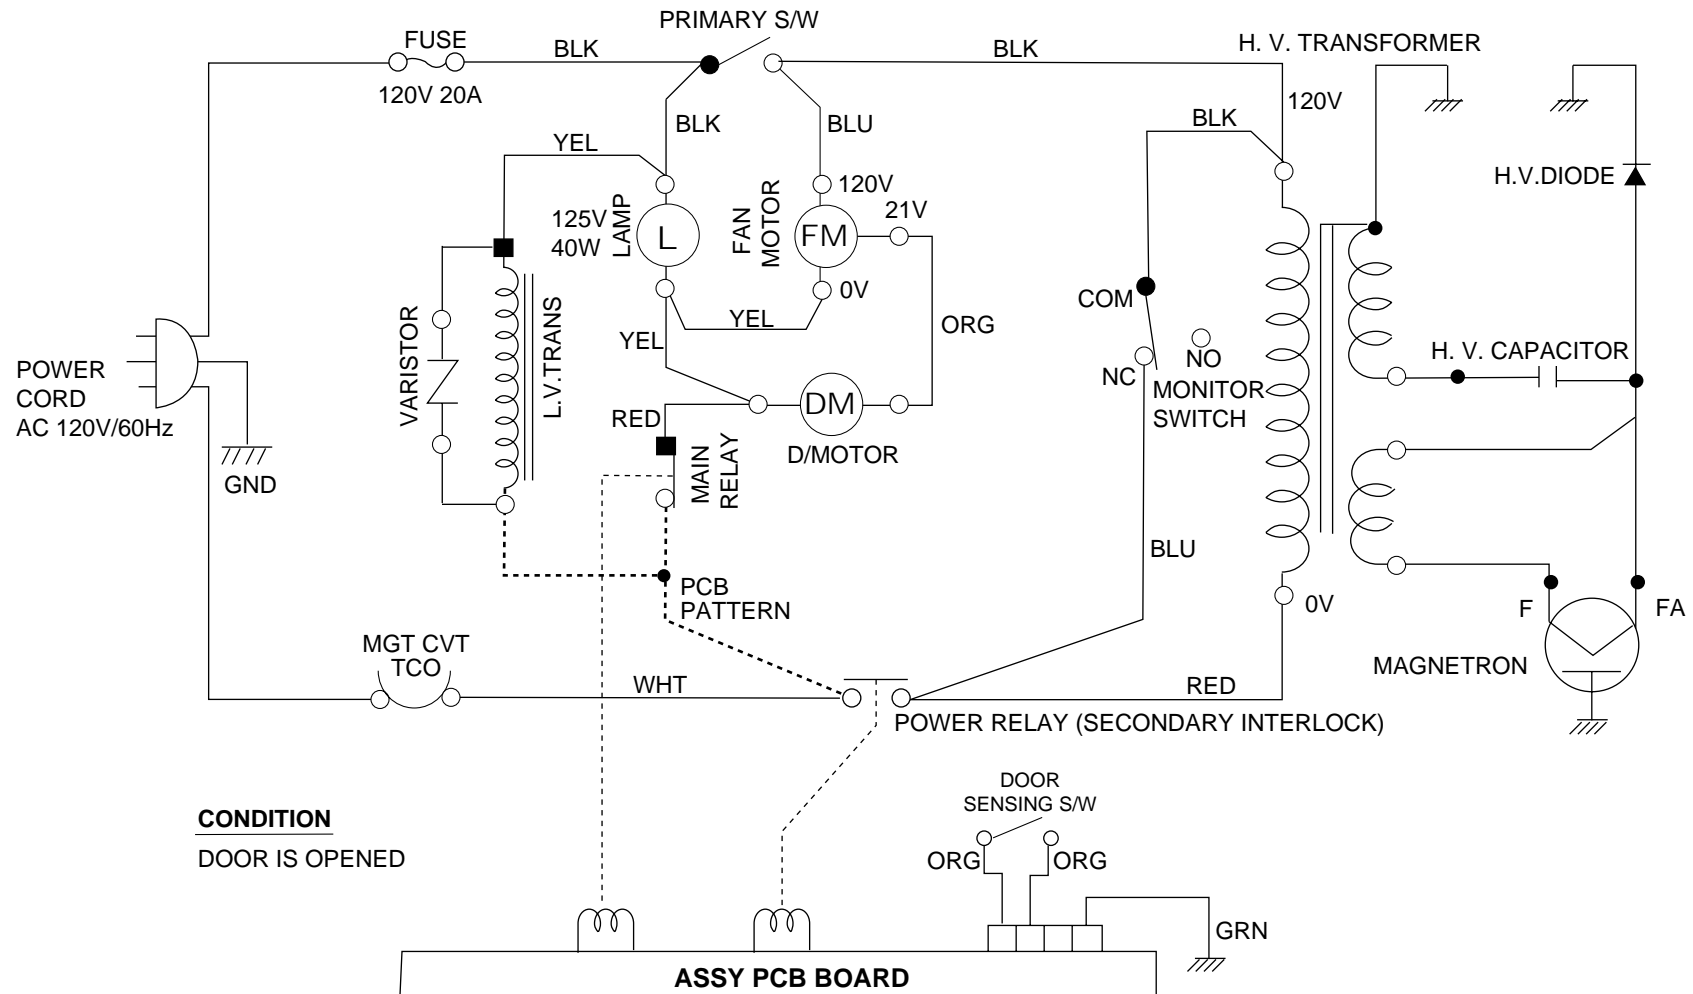 PRIMARY S/W
FUSE
BLK
BLK
H. V. TRANSFORMER
120V 20A
120V
BLK
BLU
BLK
YEL
H.V.DIODE
120V
21V
125V
40W
LAMP
L
FAN
MOTOR
FM
0V
COM
ORG
YEL
YEL
NO
NC
MONITOR
SWITCH
H. V. CAPACITOR
POWER
CORD
AC 120V/60Hz
VARISTOR
L.V.TRANS
DM
RED
D/MOTOR
MAIN
RELAY
GND
BLU
PCB
PATTERN
0V
F
FA
MGT CVT
TCO
MAGNETRON
WHT
RED
POWER RELAY (SECONDARY INTERLOCK)
DOOR
SENSING S/W
CONDITION
DOOR IS OPENED
ORG
ORG
GRN
ASSY PCB BOARD